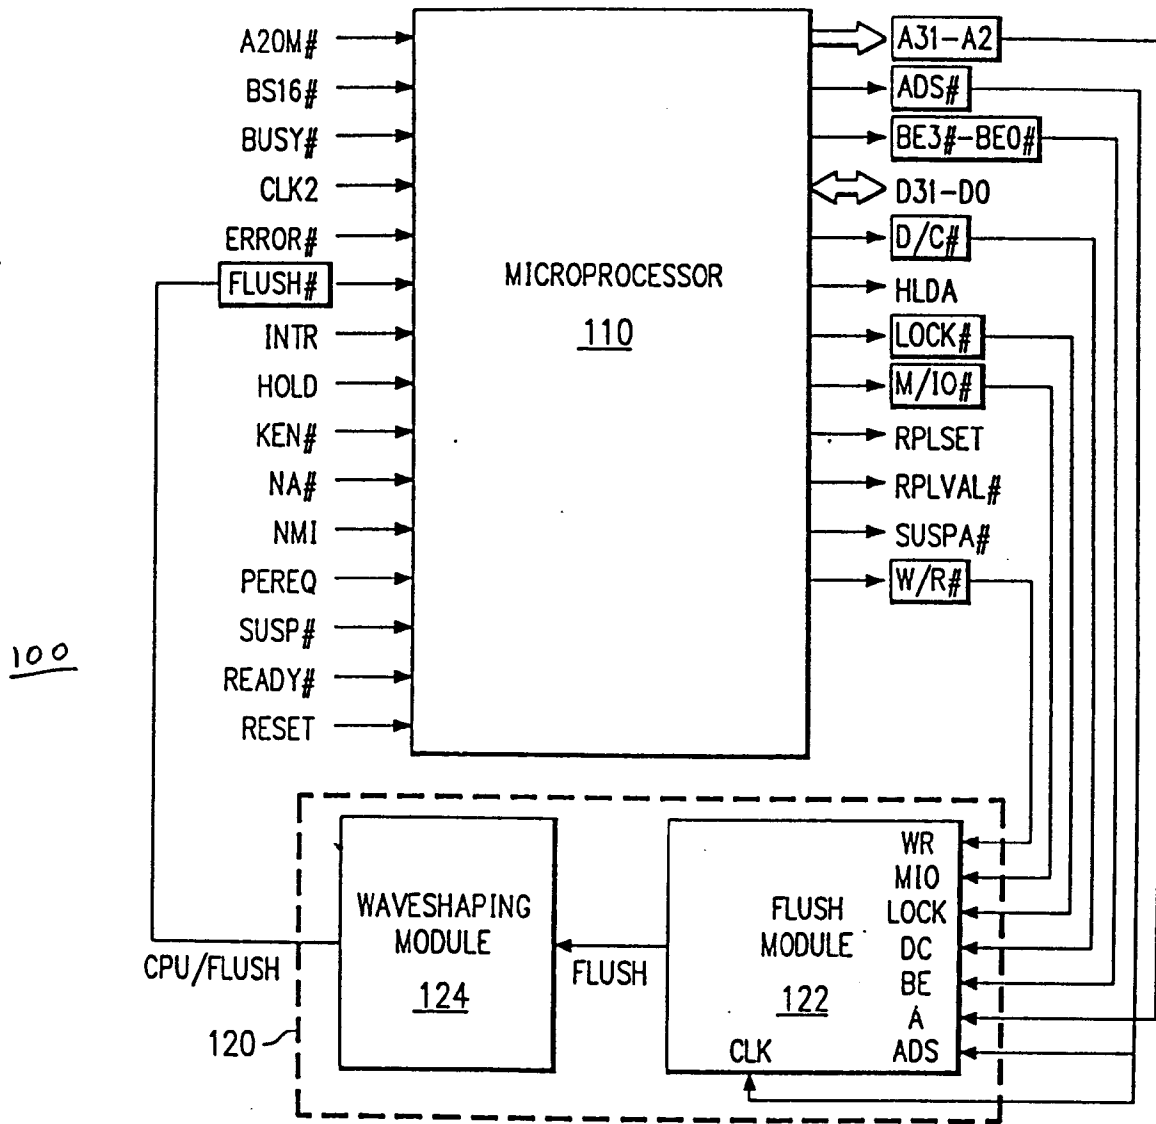 A20M#
BS16#
BUSY#
CLK2
ERROR#
FLUSH#
INTR
HOLD
KEN#
NA#
NMI
PEREQ
SUSP#
READY#
RESET
MICROPROCESSOR
110
A31-A2
ADS#
BE3#-BE0#
D31-D0
D/C#
HLDA
LOCK#
M/IO#
RPLSET
RPLVAL#
SUSPA#
W/R#
100
WAVESHAPING
MODULE
124
CPU/FLUSH
120
FLUSH
FLUSH
MODULE
122
CLK
WR
MIO
LOCK
DC
BE
A
ADS